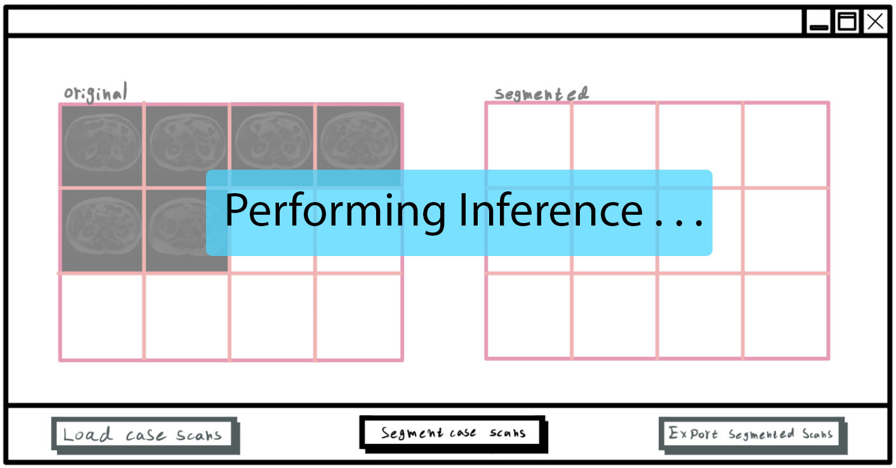 original
segmented
Performing Inference . . .
Load case scans
Segment case scans
Export segmented scans